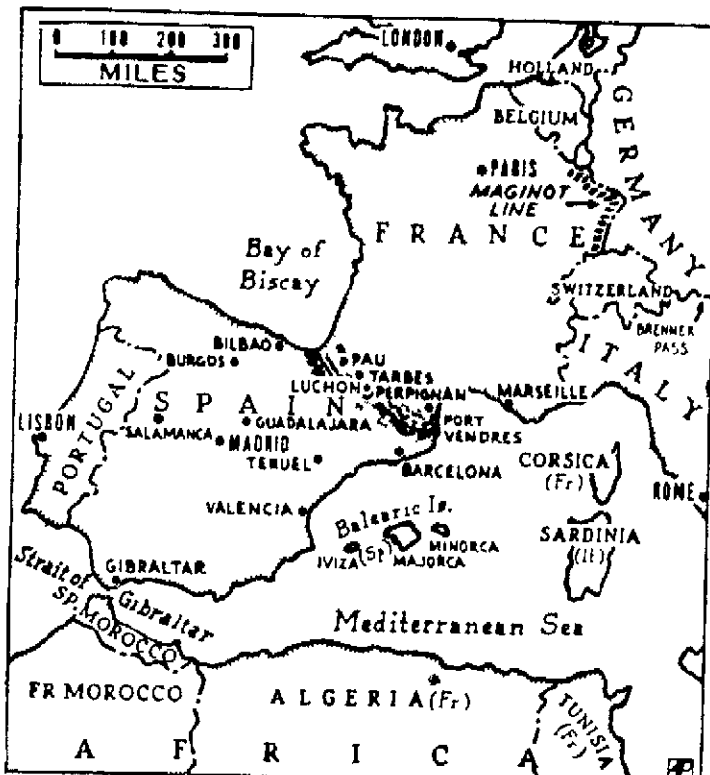 0 100 200 300
MILES
LONDON
HOLLAND
BELGIUM
GERMANY
PARIS
MAGINOT
LINE
FRANCE
Bay of
Biscay
SWITZERLAND
BRENNER
PASS
ITALY
BILBAO
BURGOS
PAU
TARBES
LUCHON
PERPIGNAN
MARSEILLE
PORT
VENDRES
SPAIN
PORTUGAL
LISBON
SALAMANCA
GUADALAJARA
MADRID
TERUEL
BARCELONA
CORSICA
(Fr)
ROME
VALENCIA
Balearic Is.
(Sp)
IVIZA
MAJORCA
MINORCA
SARDINIA
(It)
GIBRALTAR
Strait of
Gibraltar
SP. MOROCCO
Mediterranean Sea
FR MOROCCO
ALGERIA (Fr)
TUNISIA
(Fr)
AFRICA
AP